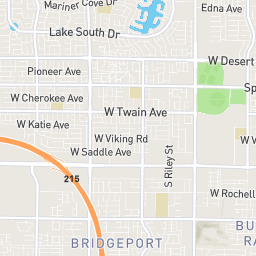 Mariner Cove Dr
Edna Ave
Lake South Dr
W Desert
Pioneer Ave
Sp
W Cherokee Ave
W Twain Ave
W Katie Ave
W Viking Rd
W Saddle Ave
215
S Riley St
W Rochell
BRIDGEPORT
BU
RA